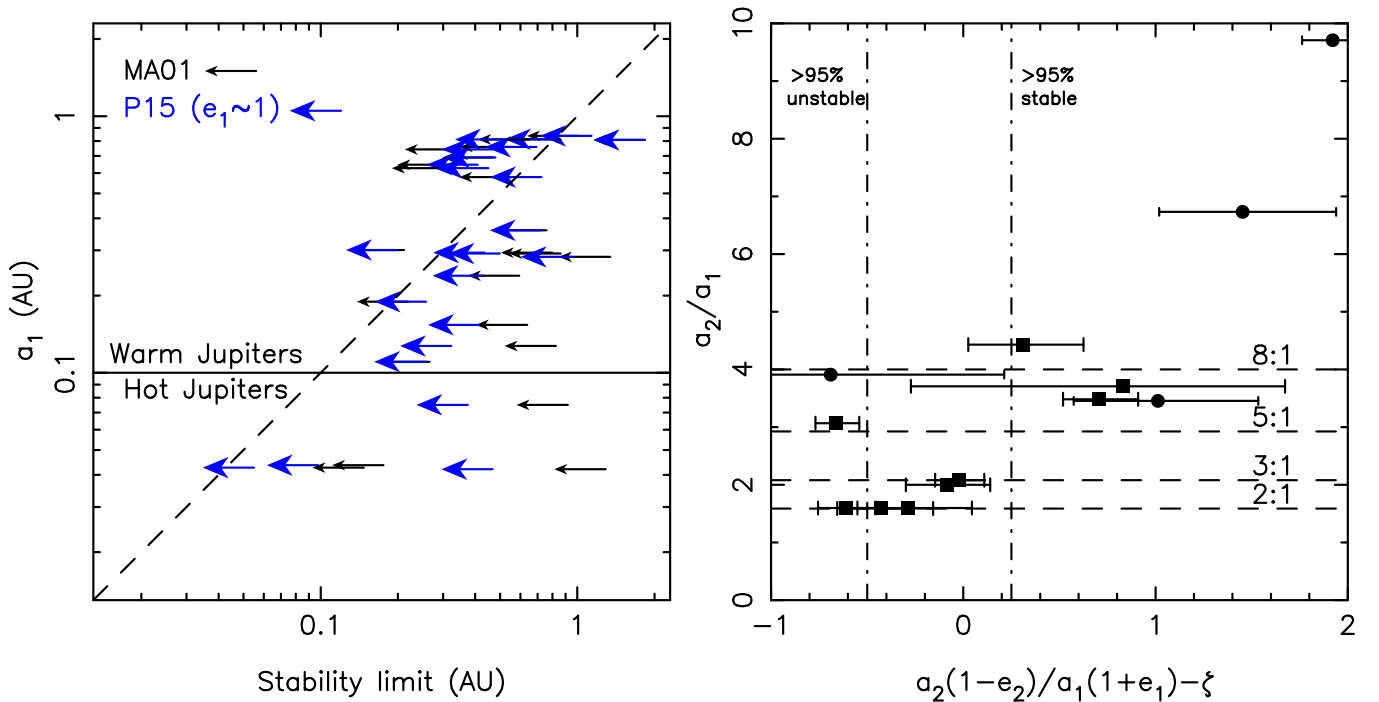 MA01
P15 (e₁~1)
1
a₁ (AU)
Warm Jupiters
0.1
Hot Jupiters
0.1
1
Stability limit (AU)
10
>95%
unstable
>95%
stable
8
6
a₂/a₁
8:1
4
5:1
3:1
2
2:1
0
−1
0
1
2
a₂(1−e₂)/a₁(1+e₁)−ζ